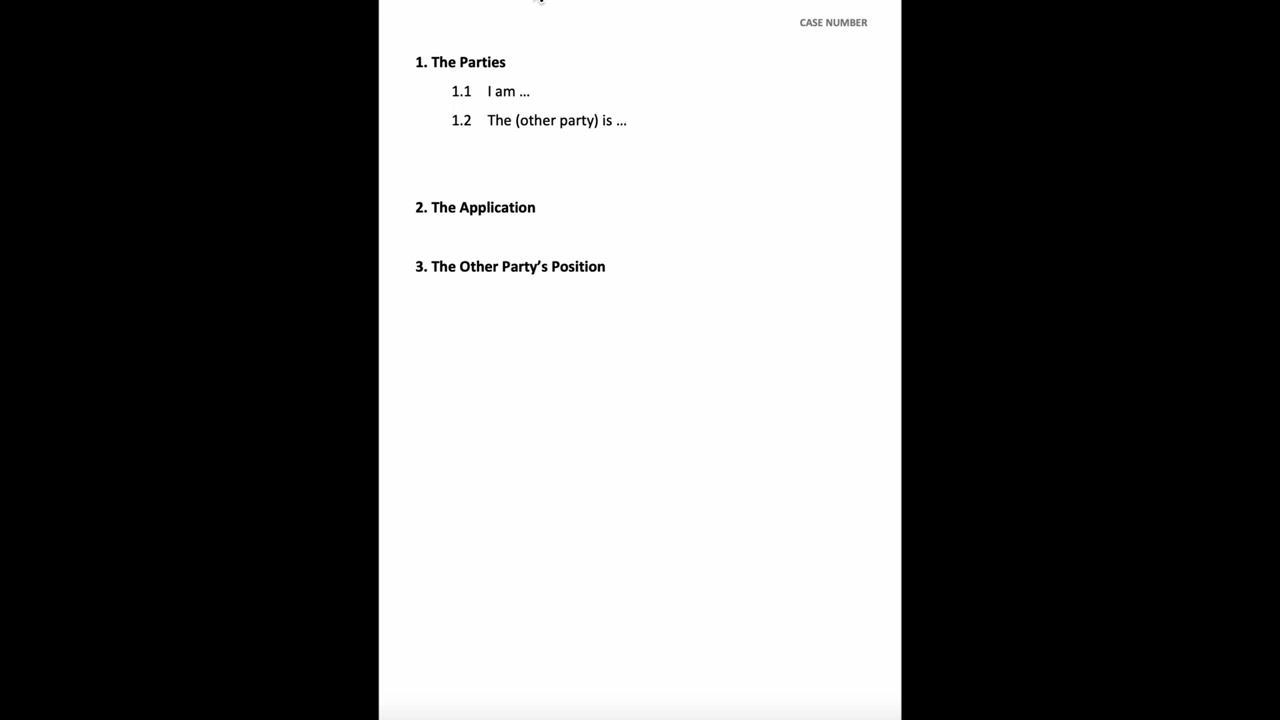 CASE NUMBER
1. The Parties
1.1 I am ...
1.2 The (other party) is ...
2. The Application
3. The Other Party’s Position